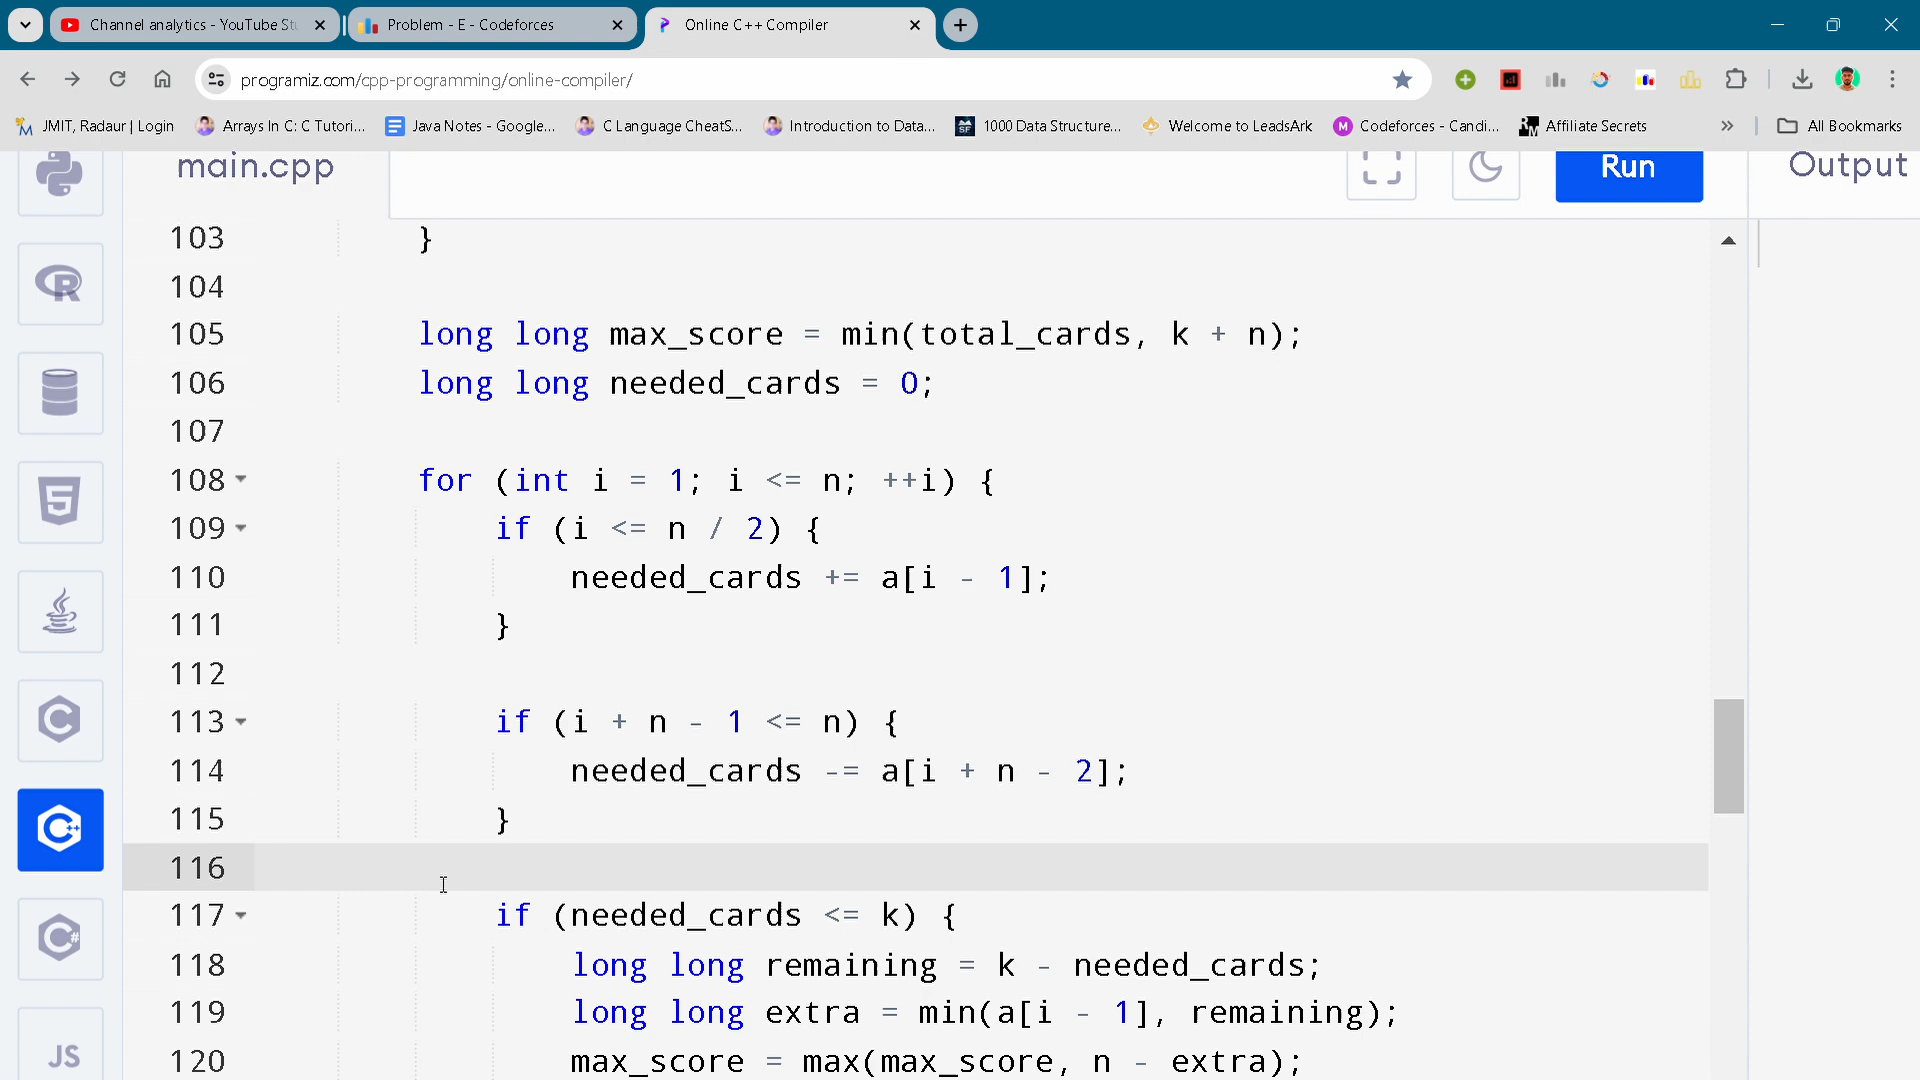 Channel analytics - YouTube St
Problem - E - Codeforces
Online C++ Compiler
programiz.com/cpp-programming/online-compiler/
JMIT, Radaur | Login
Arrays In C: C Tutori...
Java Notes - Google...
C Language CheatS...
Introduction to Data...
1000 Data Structure...
Welcome to LeadsArk
Codeforces - Candi...
Affiliate Secrets
All Bookmarks
main.cpp
Run
Output
103 }
104
105 long long max_score = min(total_cards, k + n);
106 long long needed_cards = 0;
107
108 for (int i = 1; i <= n; ++i) {
109 if (i <= n / 2) {
110 needed_cards += a[i - 1];
111 }
112
113 if (i + n - 1 <= n) {
114 needed_cards -= a[i + n - 2];
115 }
116
117 if (needed_cards <= k) {
118 long long remaining = k - needed_cards;
119 long long extra = min(a[i - 1], remaining);
120 max_score = max(max_score, n - extra);
JS